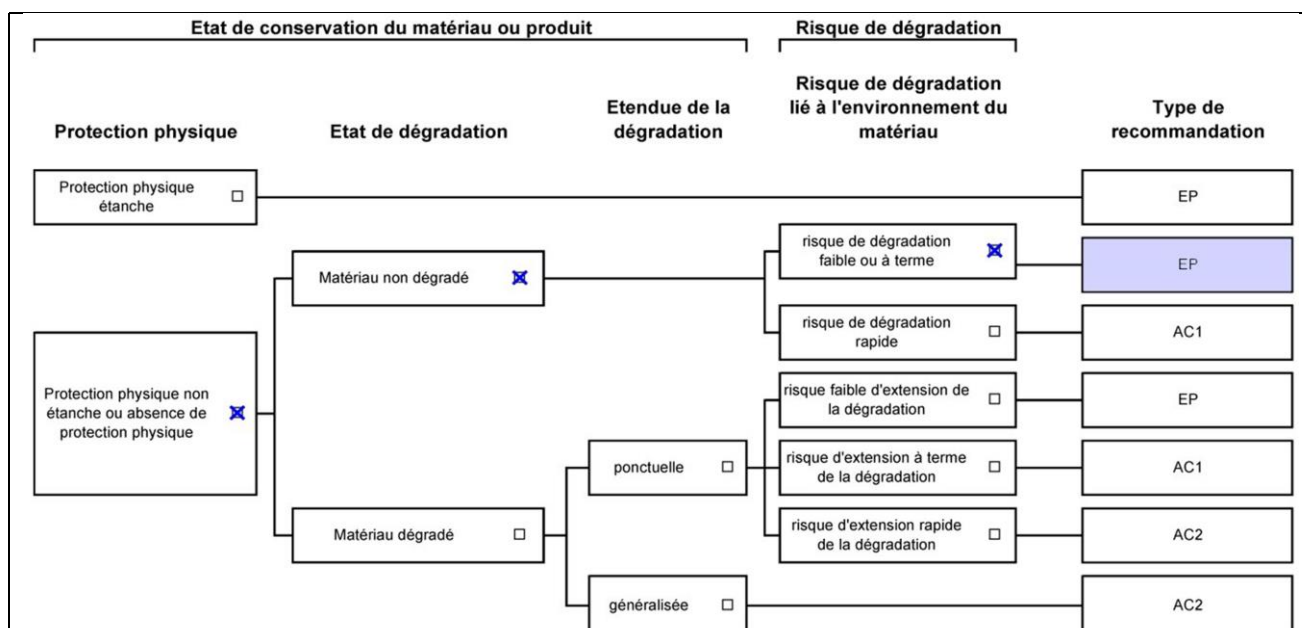 Etat de conservation du matériau ou produit
Risque de dégradation
Protection physique
Etat de dégradation
Etendue de la
dégradation
Risque de dégradation
lié à l'environnement du
matériau
Type de
recommandation
Protection physique
étanche
EP
risque de dégradation
faible ou à terme
EP
Matériau non dégradé
risque de dégradation
rapide
AC1
Protection physique non
étanche ou absence de
protection physique
risque faible d'extension de
la dégradation
EP
ponctuelle
risque d'extension à terme
de la dégradation
AC1
Matériau dégradé
risque d'extension rapide
de la dégradation
AC2
généralisée
AC2